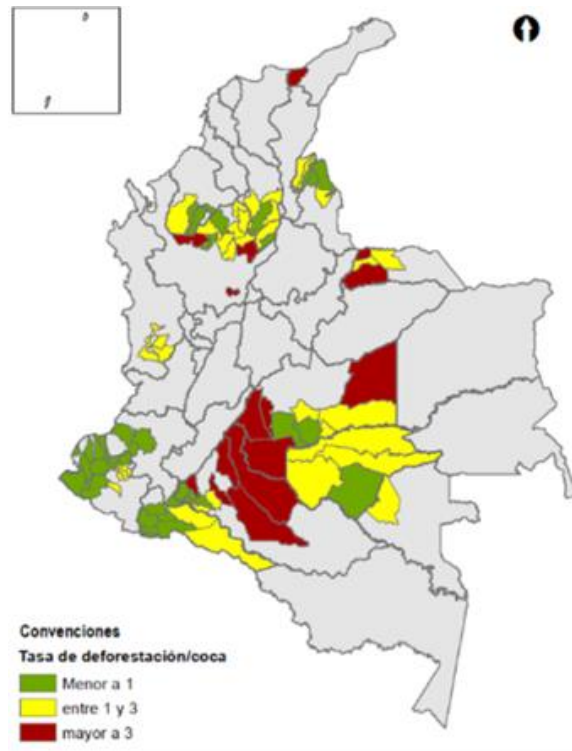 Convenciones
Tasa de deforestación/coca
Menor a 1
entre 1 y 3
mayor a 3